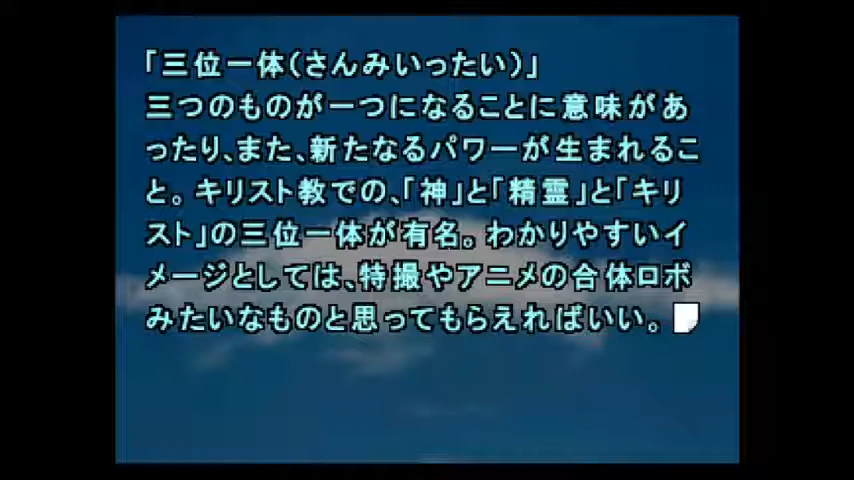 「三位一体(さんみいったい)」
三つのものが一つになることに意味があ
ったり、また、新たなるパワーが生まれるこ
と。キリスト教での、「神」と「精霊」と「キリ
スト」の三位一体が有名。わかりやすいイ
メージとしては、特撮やアニメの合体ロボ
みたいなものと思ってもらえればいい。